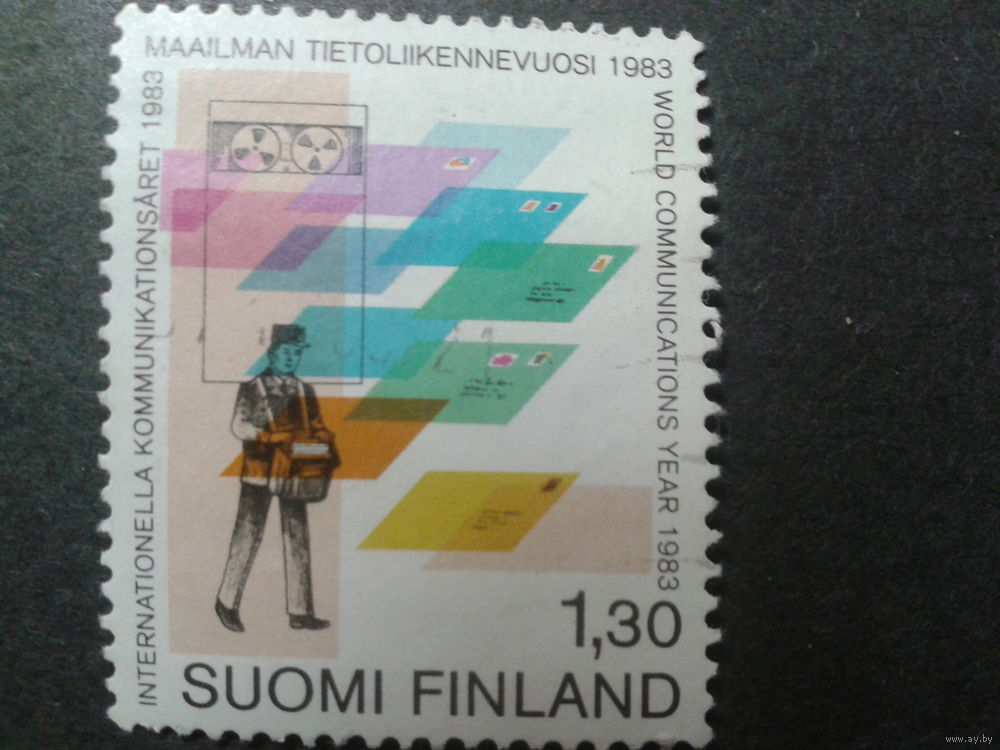 MAAILMAN TIETOLIIKENNEVUOSI 1983
INTERNATIONELLA KOMMUNIKATIONSÅRET 1983
WORLD COMMUNICATIONS YEAR 1983
1,30
SUOMI FINLAND
www.ay.by